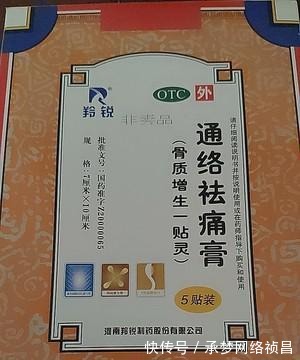 羚锐
OTC
外
非卖品
通络祛痛膏
(骨质增生一贴灵)
请仔细阅读说明书并按说明使用或在药师指导下购买和使用
批准文号:国药准字Z20000065
规　格:7厘米×10厘米
5贴装
河南羚锐制药股份有限公司
快传号/承梦网络祯昌